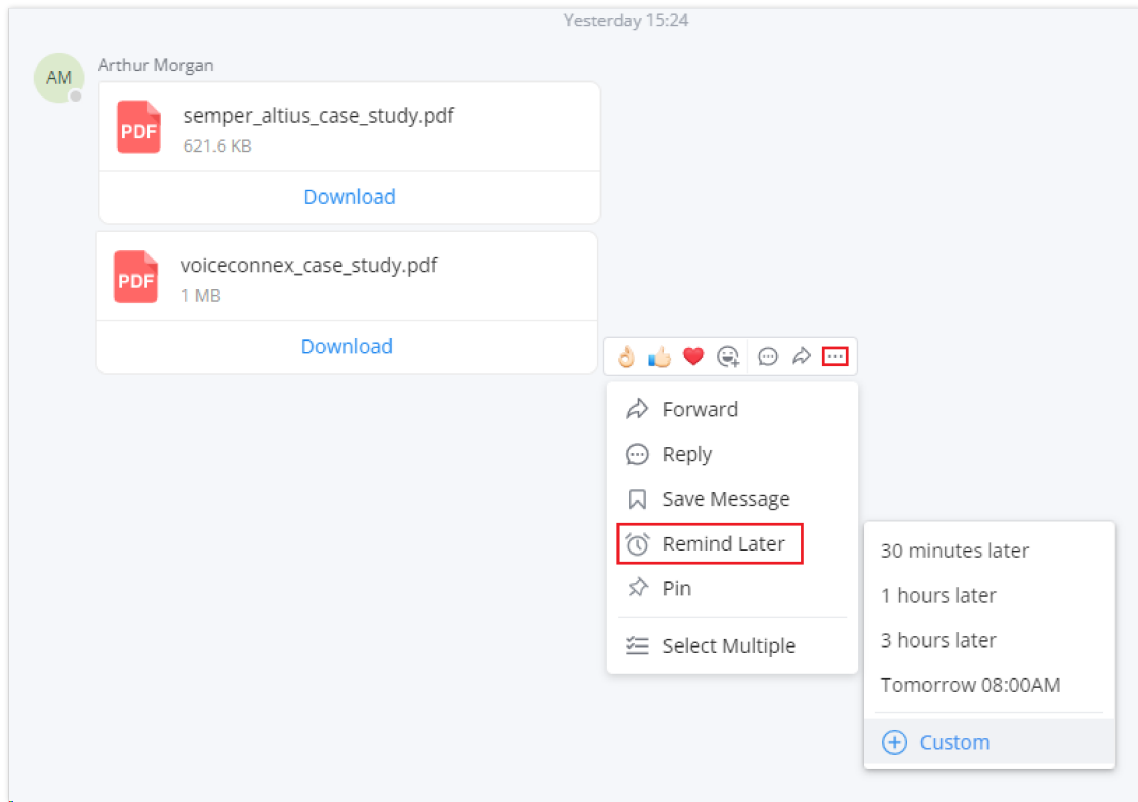 Yesterday 15:24
Arthur Morgan
AM
PDF
semper_altius_case_study.pdf
621.6 KB
Download
PDF
voiceconnex_case_study.pdf
1 MB
Download
Forward
Reply
Save Message
Remind Later
Pin
Select Multiple
30 minutes later
1 hours later
3 hours later
Tomorrow 08:00AM
Custom